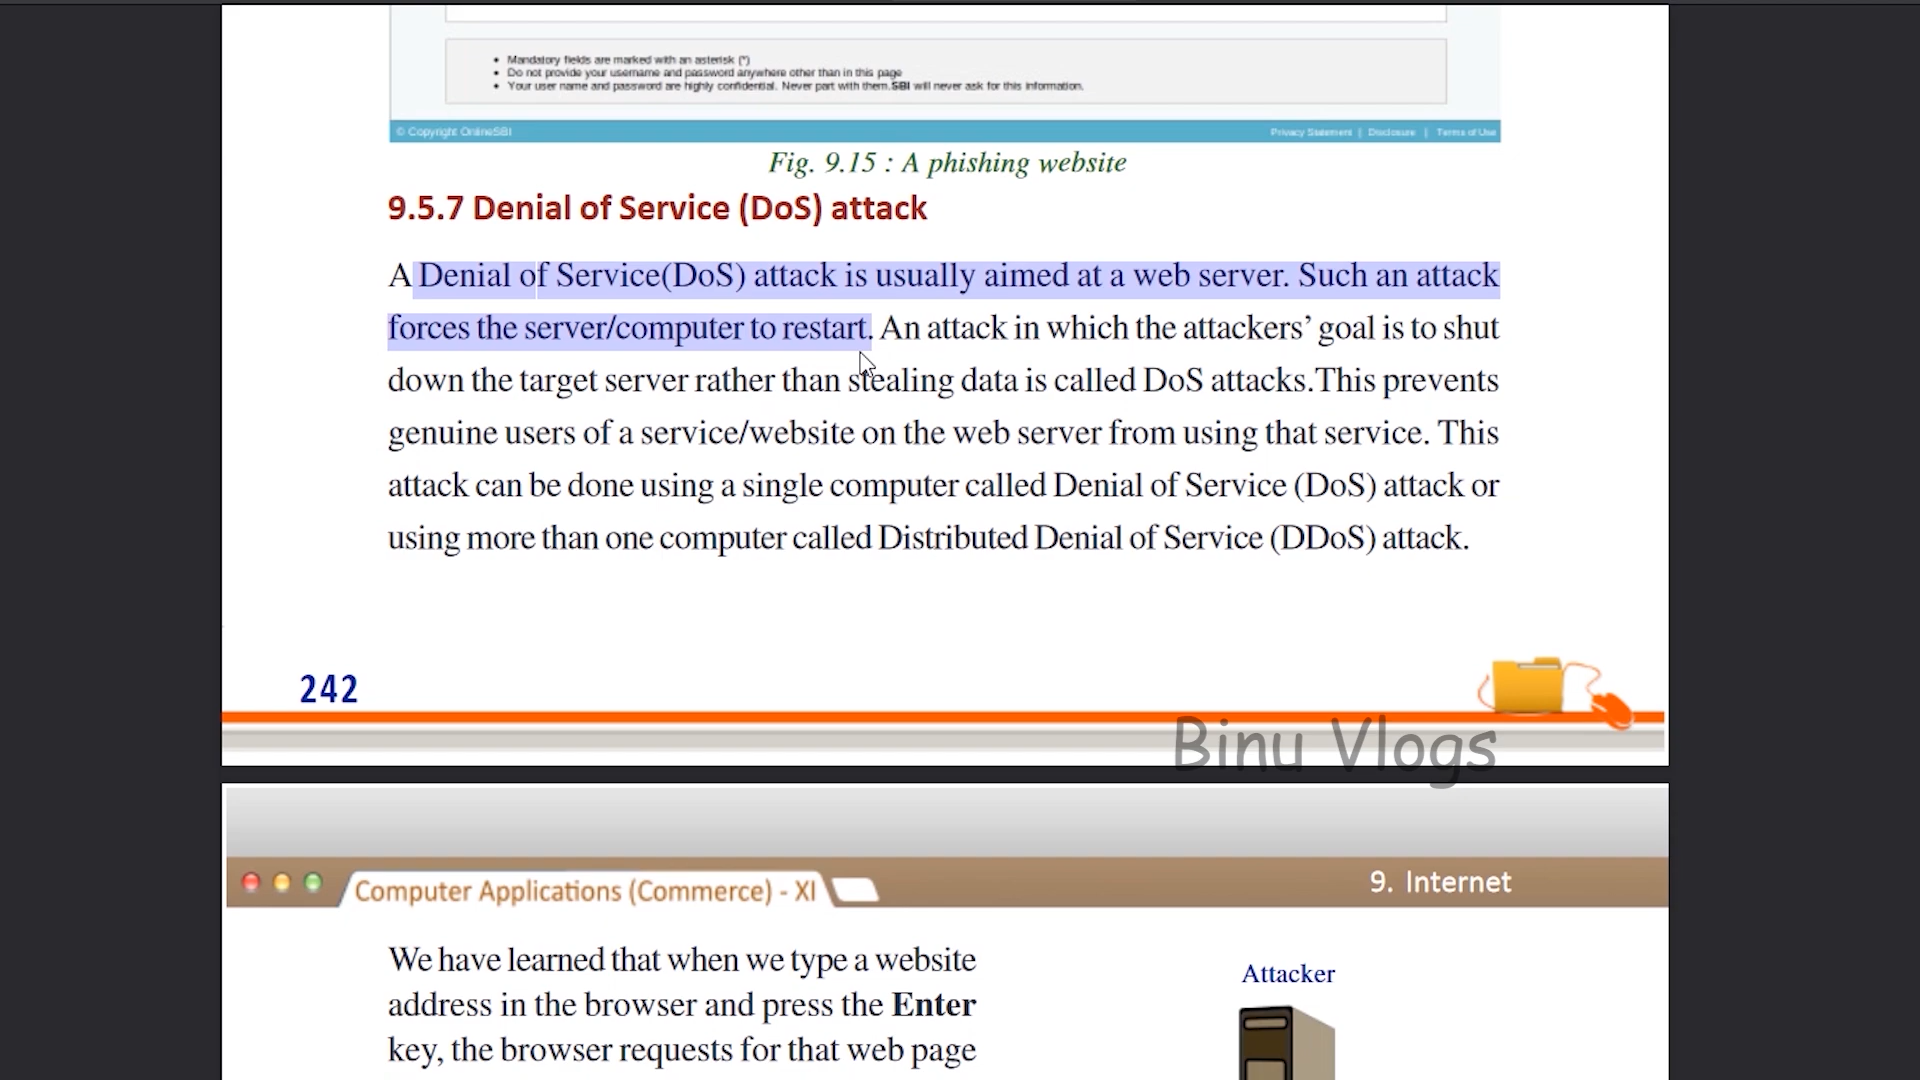 Mandatory fields are marked with an asterisk (*)
Do not provide your username and password anywhere other than in this page
Your user name and password are highly confidential. Never part with them.SBI will never ask for this information.
© Copyright OnlineSBI
Privacy Statement | Disclosure | Terms of Use
Fig. 9.15 : A phishing website
9.5.7 Denial of Service (DoS) attack
A Denial of Service(DoS) attack is usually aimed at a web server. Such an attack
forces the server/computer to restart. An attack in which the attackers’ goal is to shut
down the target server rather than stealing data is called DoS attacks.This prevents
genuine users of a service/website on the web server from using that service. This
attack can be done using a single computer called Denial of Service (DoS) attack or
using more than one computer called Distributed Denial of Service (DDoS) attack.
242
Binu Vlogs
Computer Applications (Commerce) - XI
9. Internet
We have learned that when we type a website
address in the browser and press the Enter
key, the browser requests for that web page
Attacker